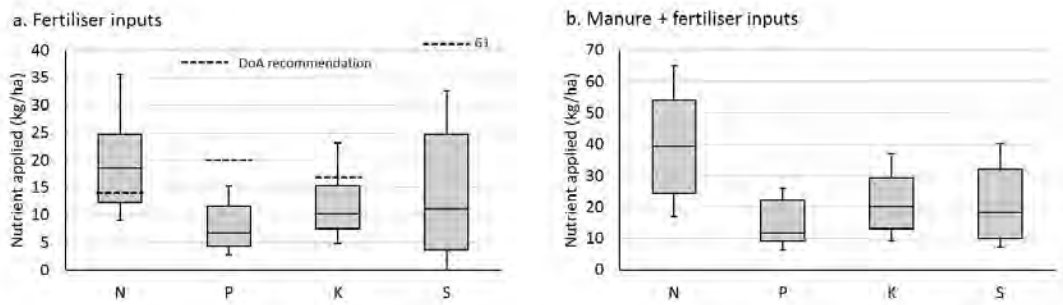 a. Fertiliser inputs
Nutrient applied (kg/ha)
40
35
30
25
20
15
10
5
0
DoA recommendation
61
N P K S
b. Manure + fertiliser inputs
Nutrient applied (kg/ha)
70
60
50
40
30
20
10
0
N P K S